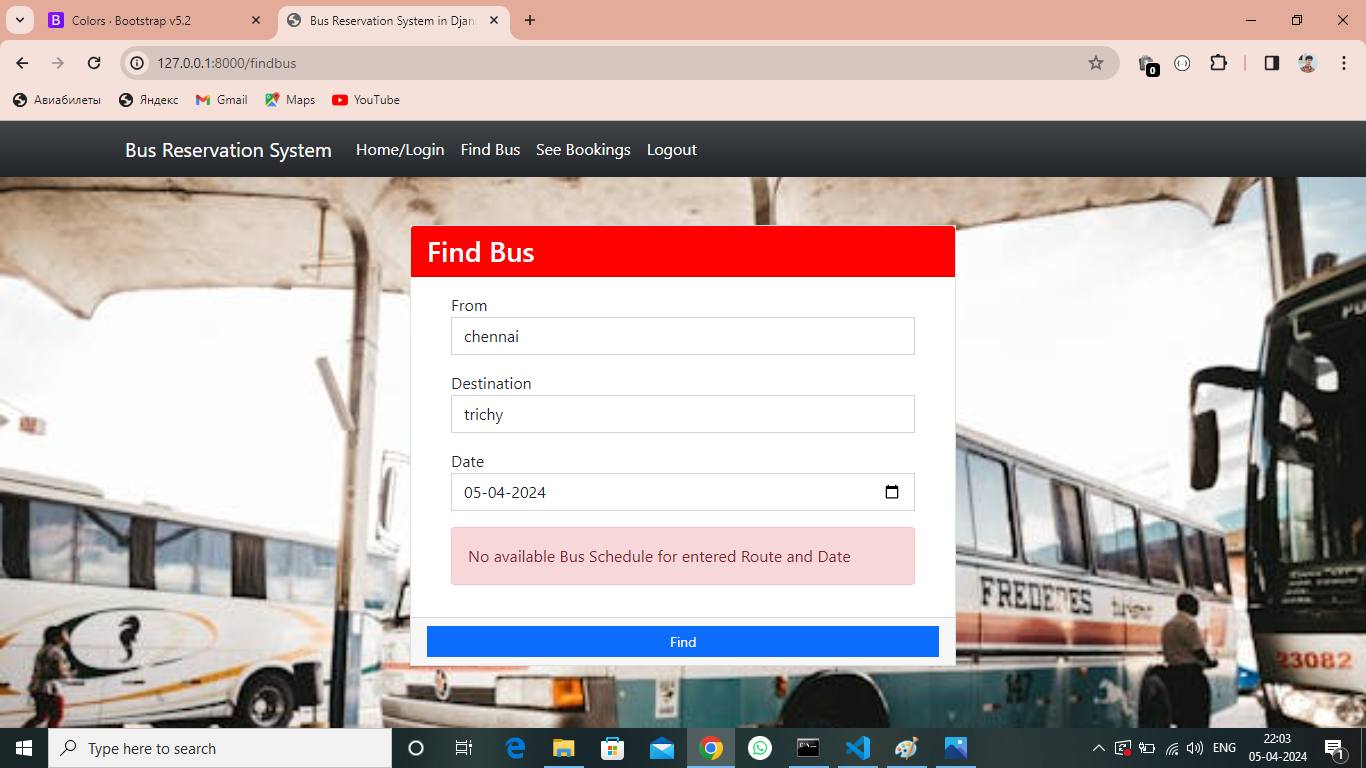 Colors · Bootstrap v5.2
Bus Reservation System in Djan
127.0.0.1:8000/findbus
0
Авиабилеты
Яндекс
Gmail
Maps
YouTube
Bus Reservation System
Home/Login
Find Bus
See Bookings
Logout
Find Bus
From
chennai
Destination
trichy
Date
05-04-2024
No available Bus Schedule for entered Route and Date
Find
FREDERES
23082
Type here to search
ENG
22:03
05-04-2024
1